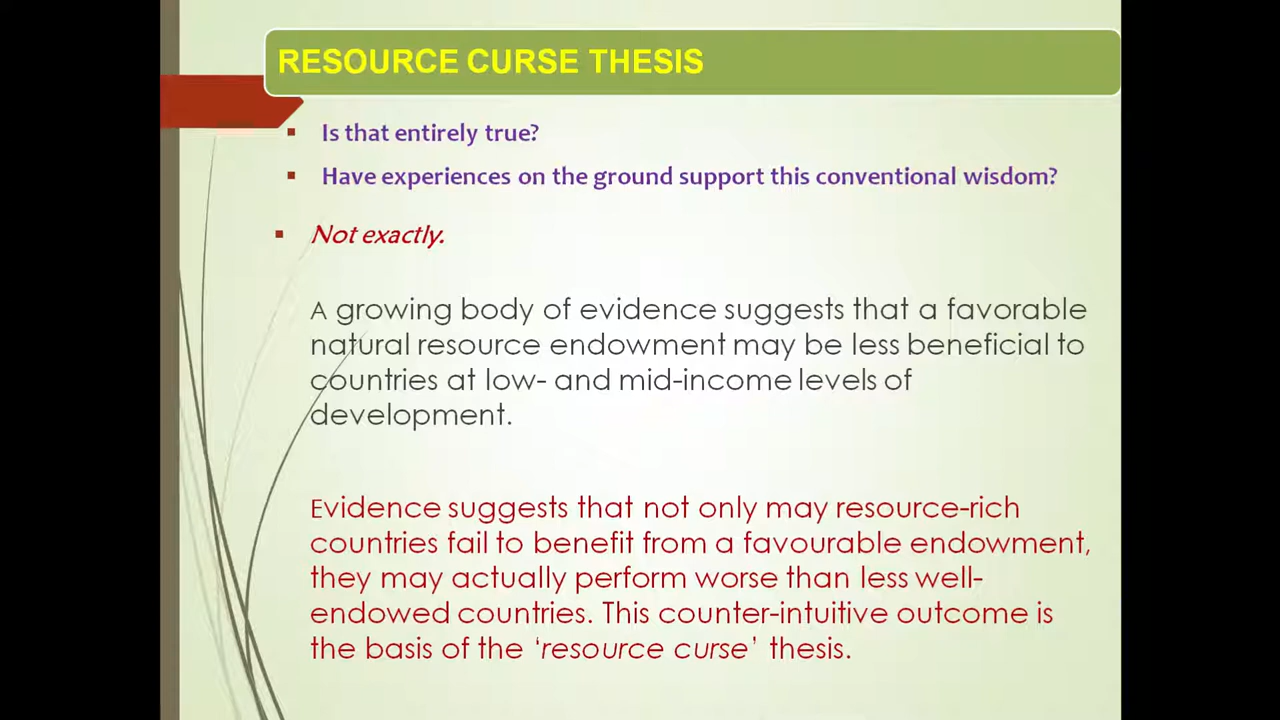 RESOURCE CURSE THESIS
Is that entirely true?
Have experiences on the ground support this conventional wisdom?
Not exactly.
A growing body of evidence suggests that a favorable
natural resource endowment may be less beneficial to
countries at low- and mid-income levels of
development.
Evidence suggests that not only may resource-rich
countries fail to benefit from a favourable endowment,
they may actually perform worse than less well-
endowed countries. This counter-intuitive outcome is
the basis of the ‘resource curse’ thesis.